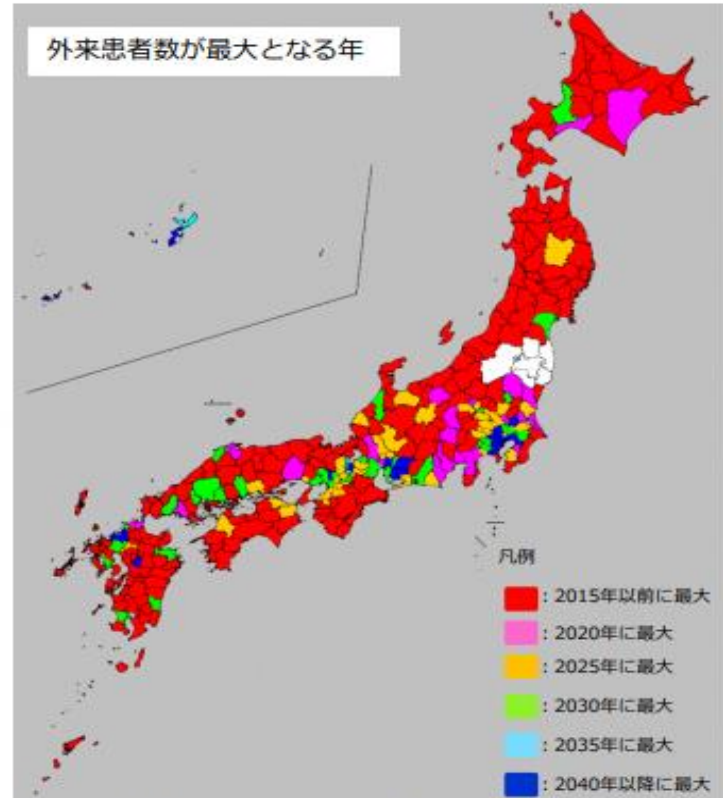 外来患者数が最大となる年
凡例
：2015年以前に最大
：2020年に最大
：2025年に最大
：2030年に最大
：2035年に最大
：2040年以降に最大